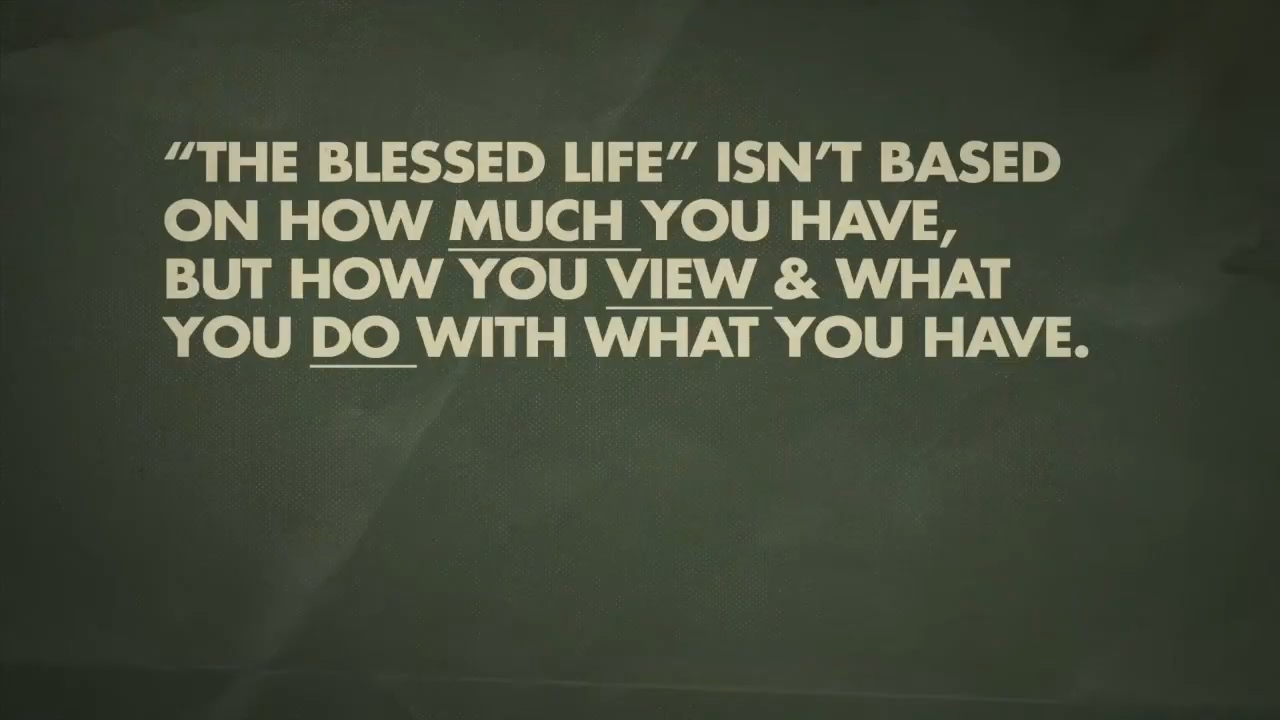 “THE BLESSED LIFE” ISN’T BASED
ON HOW MUCH YOU HAVE,
BUT HOW YOU VIEW & WHAT
YOU DO WITH WHAT YOU HAVE.